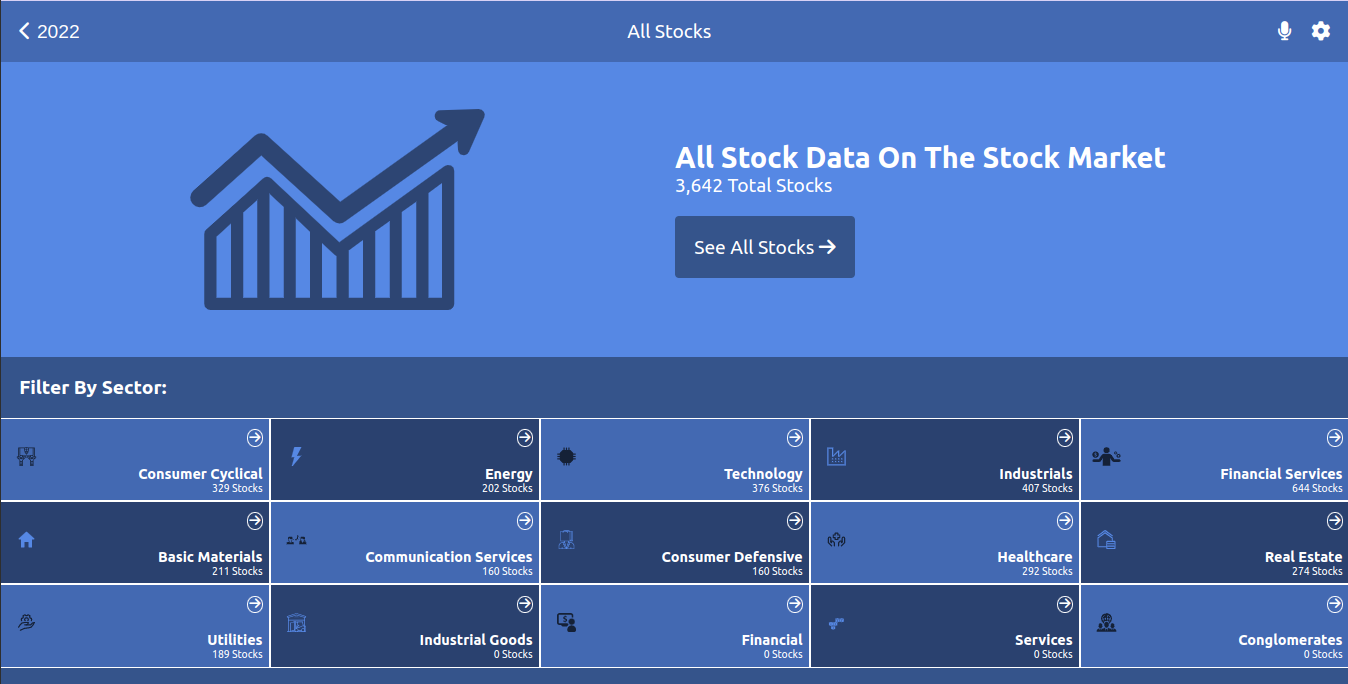 2022
All Stocks
All Stock Data On The Stock Market
3,642 Total Stocks
See All Stocks
Filter By Sector:
Consumer Cyclical
329 Stocks
Energy
202 Stocks
Technology
376 Stocks
Industrials
407 Stocks
Financial Services
644 Stocks
Basic Materials
211 Stocks
Communication Services
160 Stocks
Consumer Defensive
160 Stocks
Healthcare
292 Stocks
Real Estate
274 Stocks
Utilities
189 Stocks
Industrial Goods
0 Stocks
Financial
0 Stocks
Services
0 Stocks
Conglomerates
0 Stocks